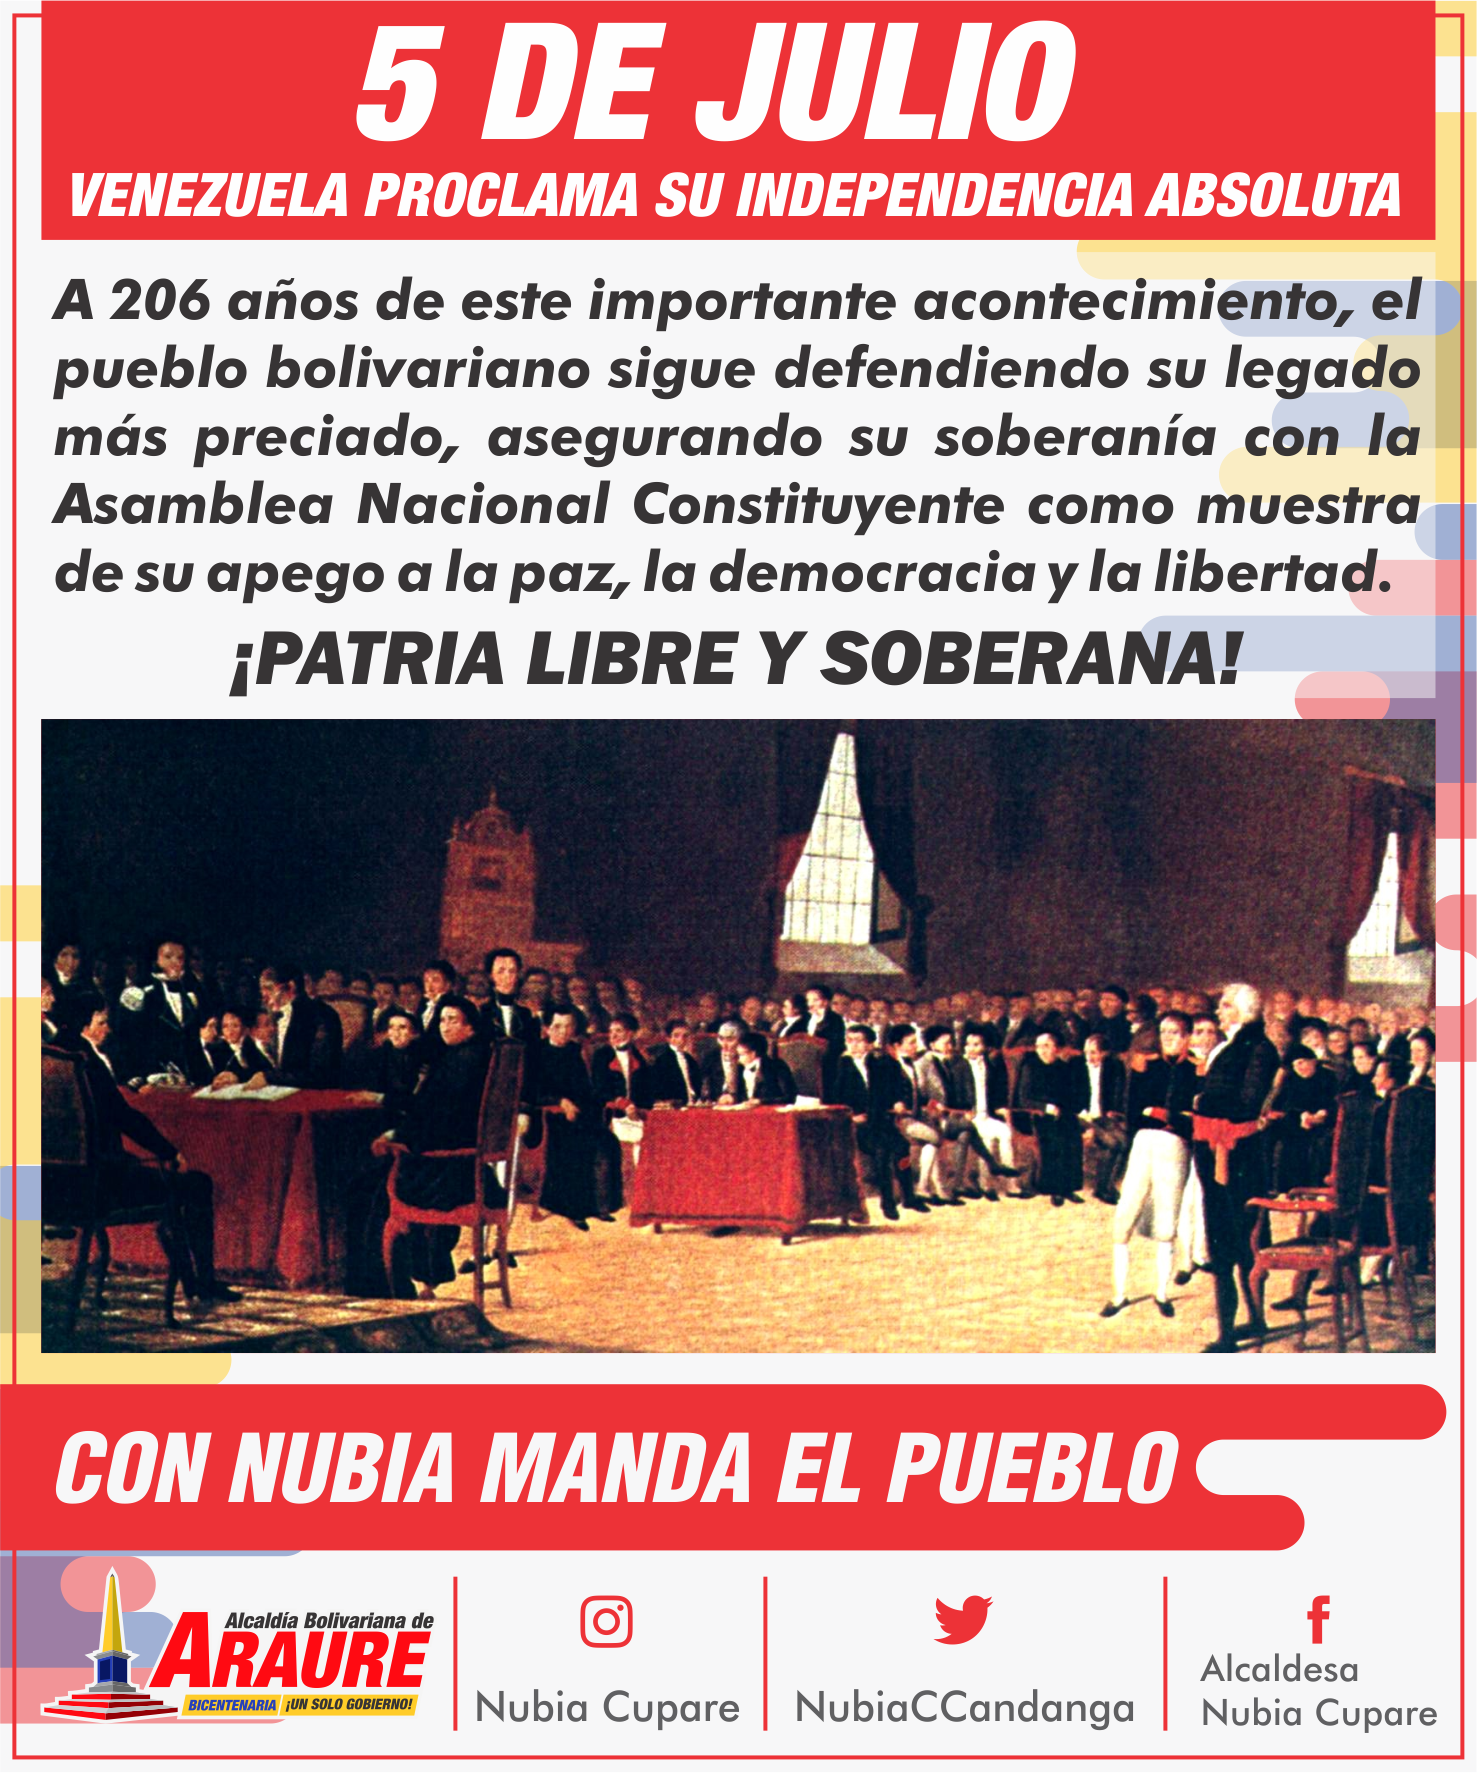 5 DE JULIO
VENEZUELA PROCLAMA SU INDEPENDENCIA ABSOLUTA
A 206 años de este importante acontecimiento, el
pueblo bolivariano sigue defendiendo su legado
más preciado, asegurando su soberanía con la
Asamblea Nacional Constituyente como muestra
de su apego a la paz, la democracia y la libertad.
¡PATRIA LIBRE Y SOBERANA!
CON NUBIA MANDA EL PUEBLO
Alcaldía Bolivariana de
ARAURE
BICENTENARIA ¡UN SOLO GOBIERNO!
Nubia Cupare
NubiaCCandanga
Alcaldesa
Nubia Cupare